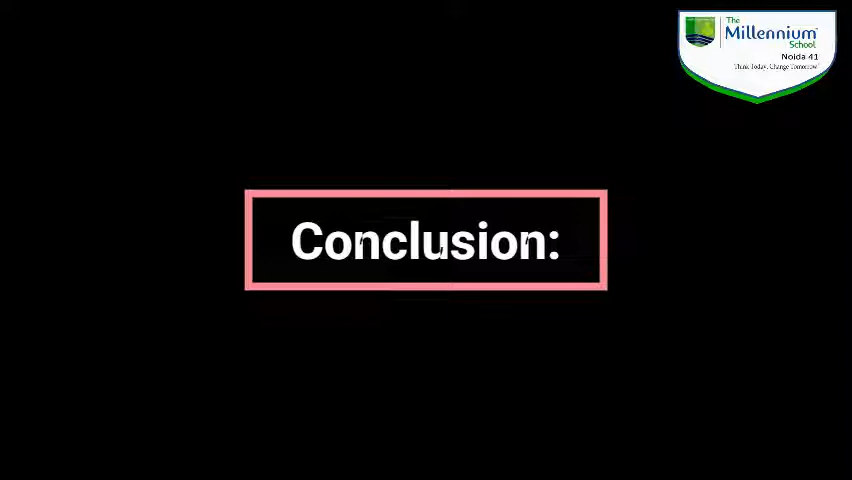 The
Millennium
School
Noida 41
Think Today, Change Tomorrow
Conclusion: